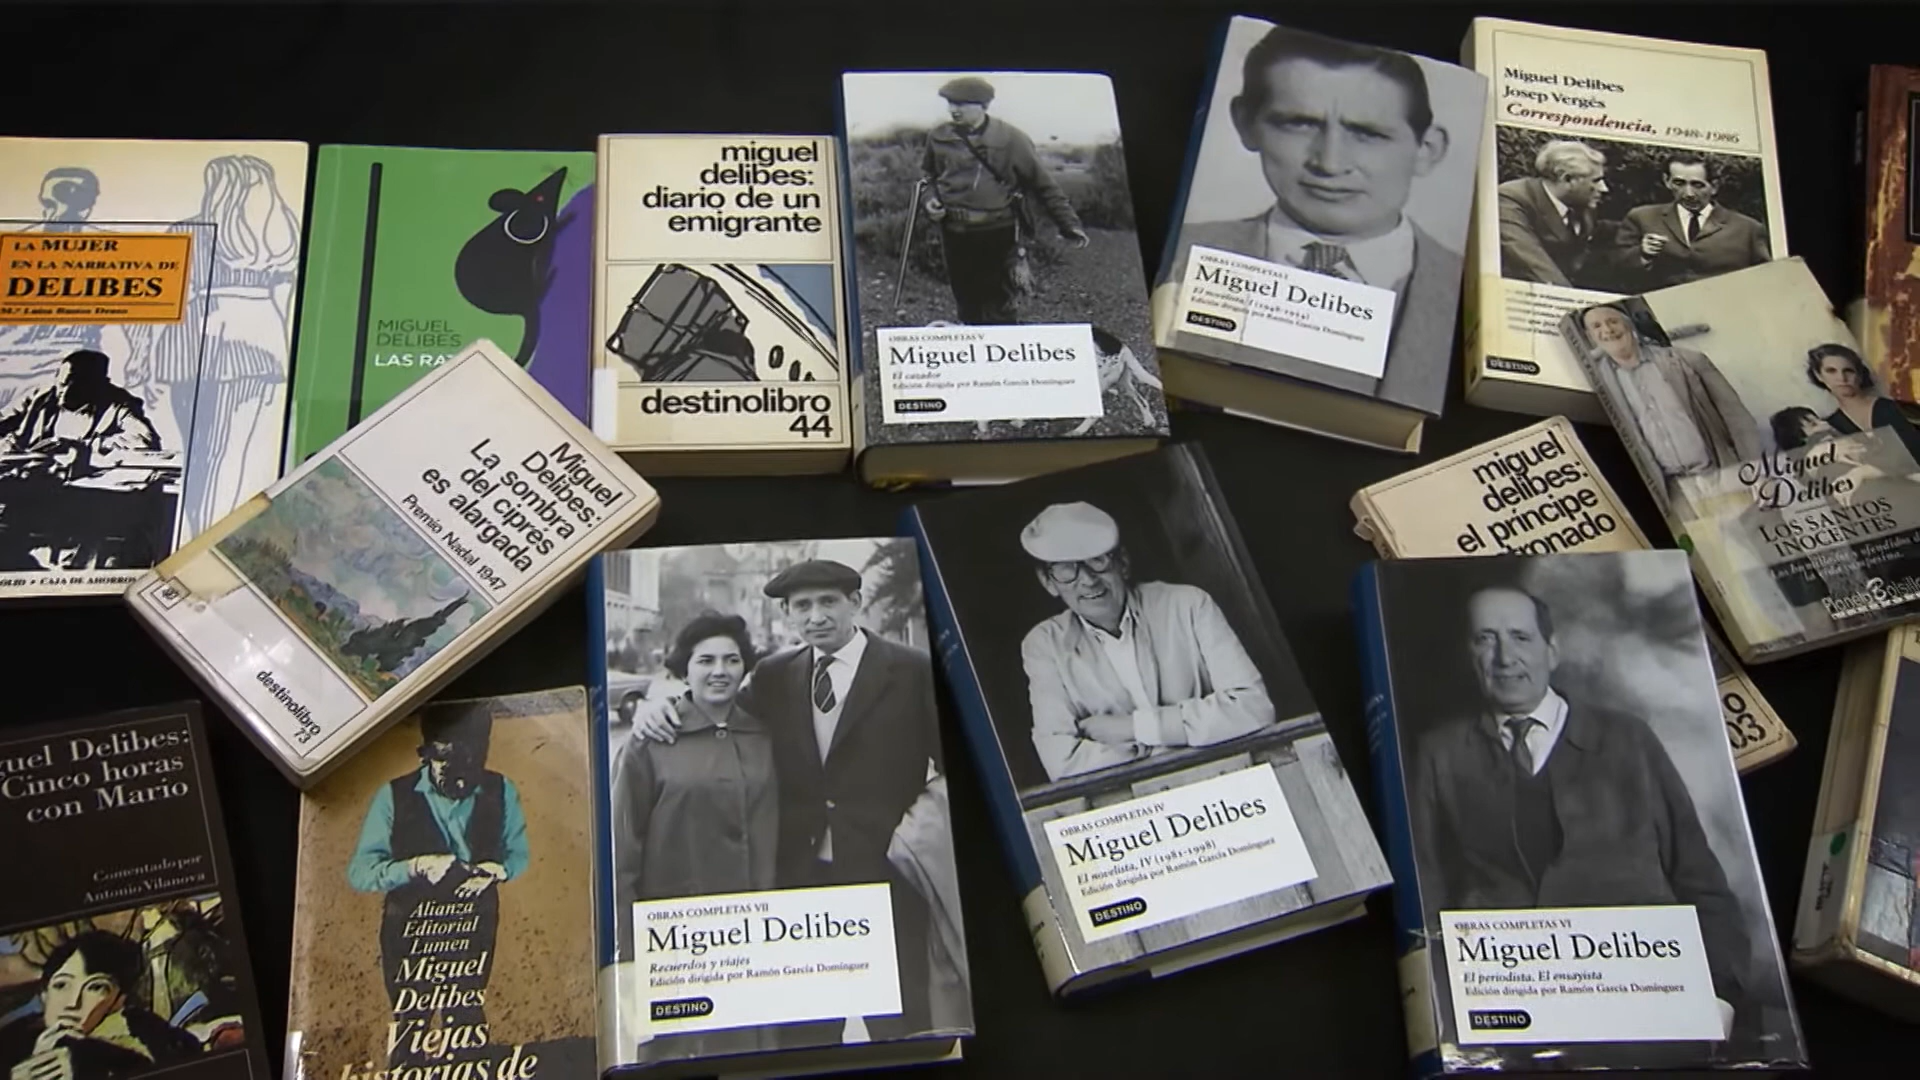 LA MUJER
EN LA NARRATIVA DE
DELIBES
MIGUEL
DELIBES
LAS
miguel
delibes:
diario de un
emigrante
destinolibro
44
OBRAS COMPLETAS V
Miguel Delibes
El cazador
Edición dirigida por Ramón García Domínguez
DESTINO
OBRAS COMPLETAS I
Miguel Delibes
El novelista, I (1948-1954)
Edición dirigida por Ramón García Domínguez
DESTINO
Miguel Delibes
Josep Vergés
Correspondencia, 1948-1986
DESTINO
Miguel
Delibes
LOS SANTOS
INOCENTES
miguel
delibes:
el príncipe
Miguel
Delibes:
La sombra
del ciprés
es alargada
Premio Nadal 1947
destinolibro
73
Delibes:
Cinco horas
con Mario
Comentado por
Antonio Vilanova
Alianza
Editorial
Lumen
Miguel
Delibes
Viejas
historias de
OBRAS COMPLETAS VII
Miguel Delibes
Recuerdos y viajes
Edición dirigida por Ramón García Domínguez
DESTINO
OBRAS COMPLETAS IV
Miguel Delibes
El novelista, IV (1981-1998)
Edición dirigida por Ramón García Domínguez
DESTINO
OBRAS COMPLETAS VI
Miguel Delibes
El periodista. El ensayista
Edición dirigida por Ramón García Domínguez
DESTINO